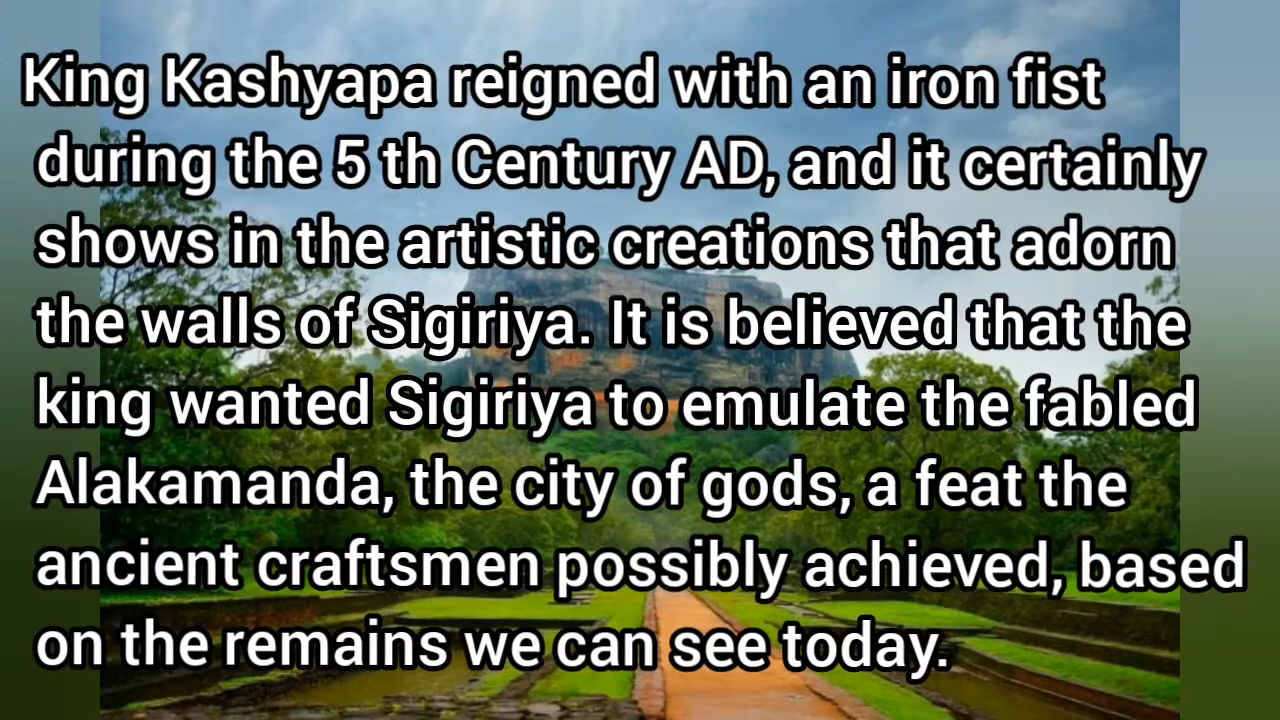 King Kashyapa reigned with an iron fist
during the 5 th Century AD, and it certainly
shows in the artistic creations that adorn
the walls of Sigiriya. It is believed that the
king wanted Sigiriya to emulate the fabled
Alakamanda, the city of gods, a feat the
ancient craftsmen possibly achieved, based
on the remains we can see today.